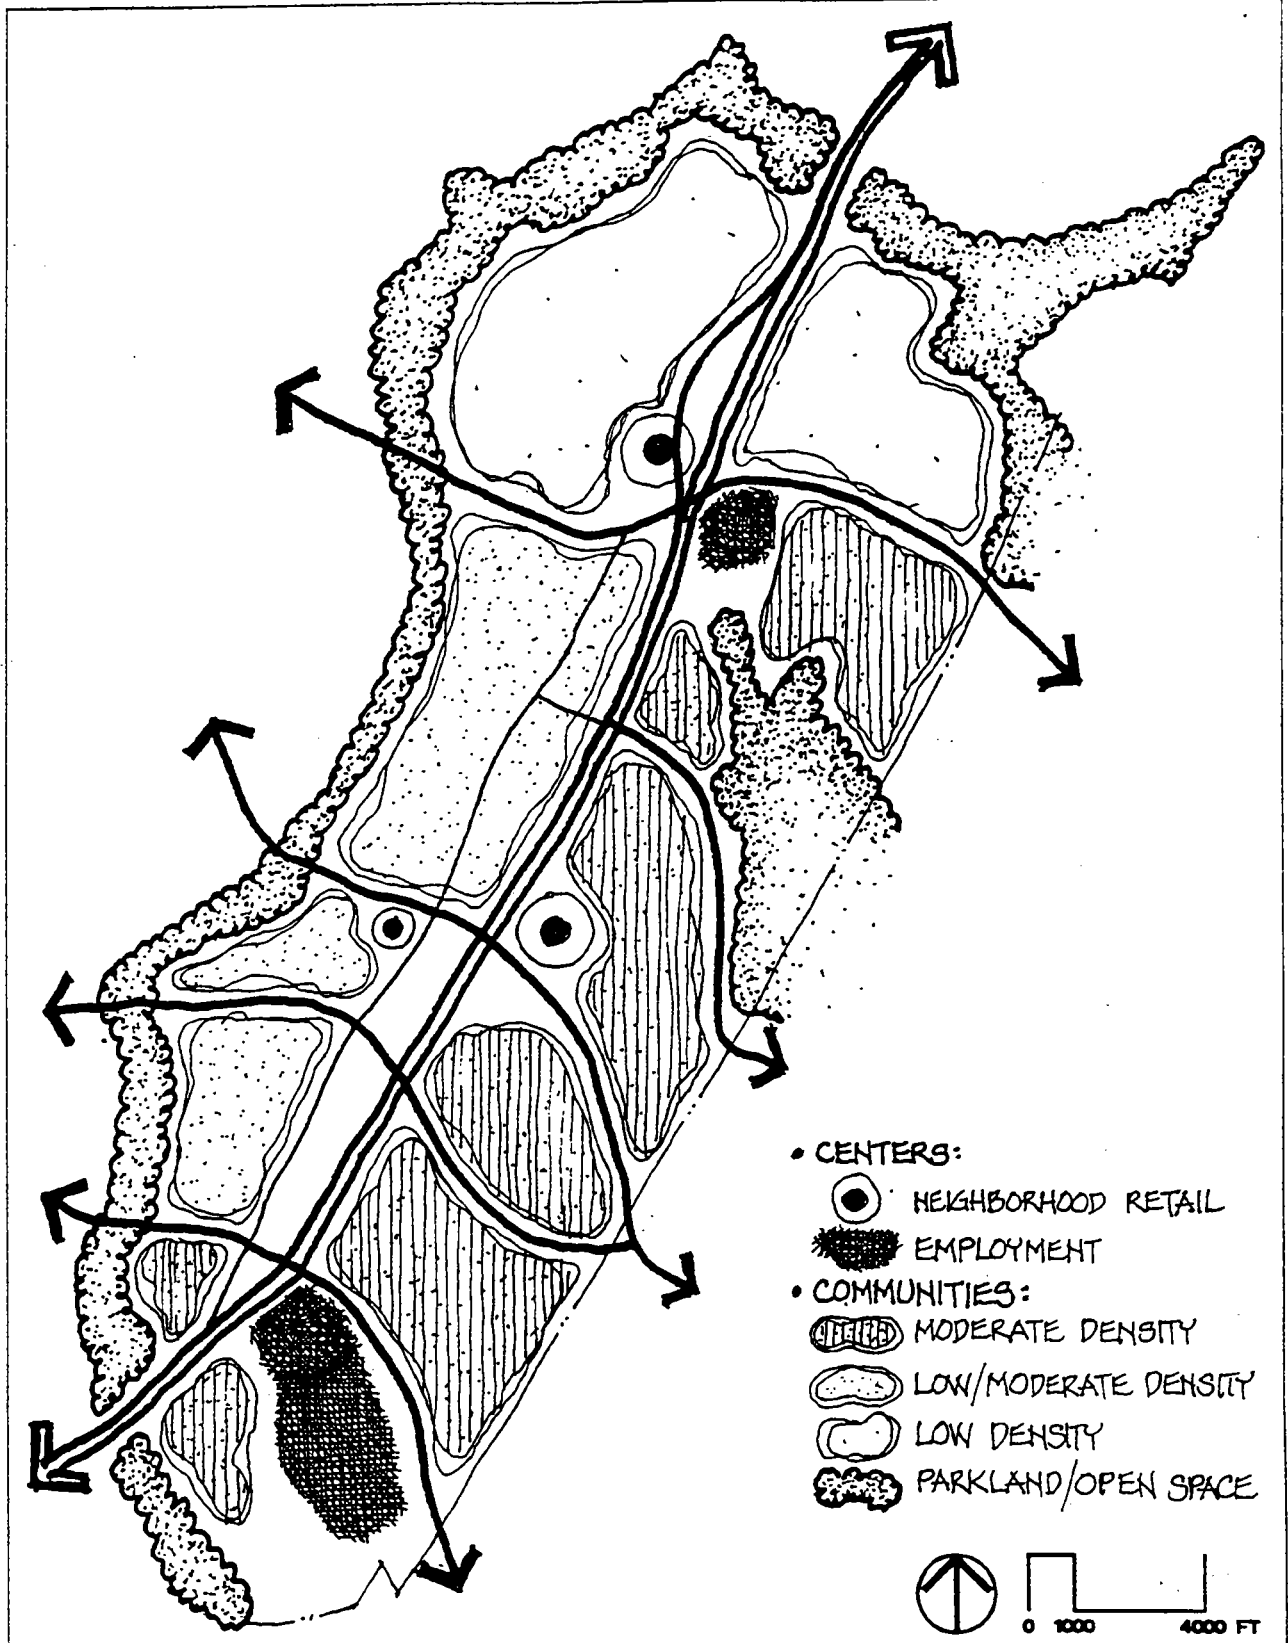 • CENTERS:
NEIGHBORHOOD RETAIL
EMPLOYMENT
• COMMUNITIES:
MODERATE DENSITY
LOW/MODERATE DENSITY
LOW DENSITY
PARKLAND/OPEN SPACE
0 1000 4000 FT